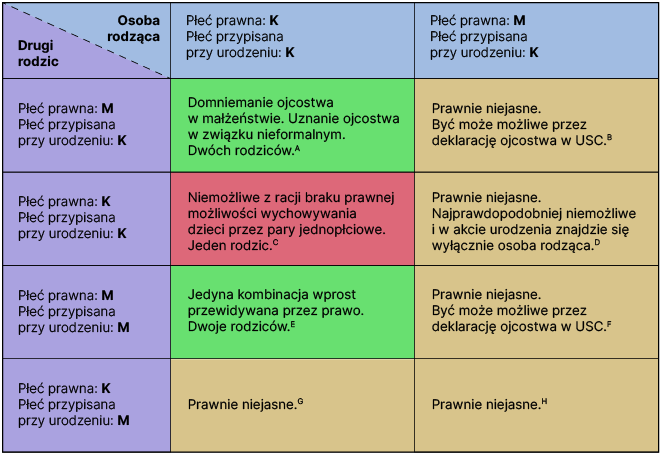 Osoba
rodząca
Drugi
rodzic
Płeć prawna: K
Płeć przypisana
przy urodzeniu: K
Płeć prawna: M
Płeć przypisana
przy urodzeniu: K
Płeć prawna: M
Płeć przypisana
przy urodzeniu: K
Domniemanie ojcostwa
w małżeństwie. Uznanie ojcostwa
w związku nieformalnym.
Dwóch rodziców.ᴬ
Prawnie niejasne.
Być może możliwe przez
deklarację ojcostwa w USC.ᴮ
Płeć prawna: K
Płeć przypisana
przy urodzeniu: K
Niemożliwe z racji braku prawnej
możliwości wychowywania
dzieci przez pary jednopłciowe.
Jeden rodzic.ᶜ
Prawnie niejasne.
Najprawdopodobniej niemożliwe
i w akcie urodzenia znajdzie się
wyłącznie osoba rodząca.ᴰ
Płeć prawna: M
Płeć przypisana
przy urodzeniu: M
Jedyna kombinacja wprost
przewidywana przez prawo.
Dwoje rodziców.ᴱ
Prawnie niejasne.
Być może możliwe przez
deklarację ojcostwa w USC.ꟳ
Płeć prawna: K
Płeć przypisana
przy urodzeniu: M
Prawnie niejasne.ᴳ
Prawnie niejasne.ᴴ